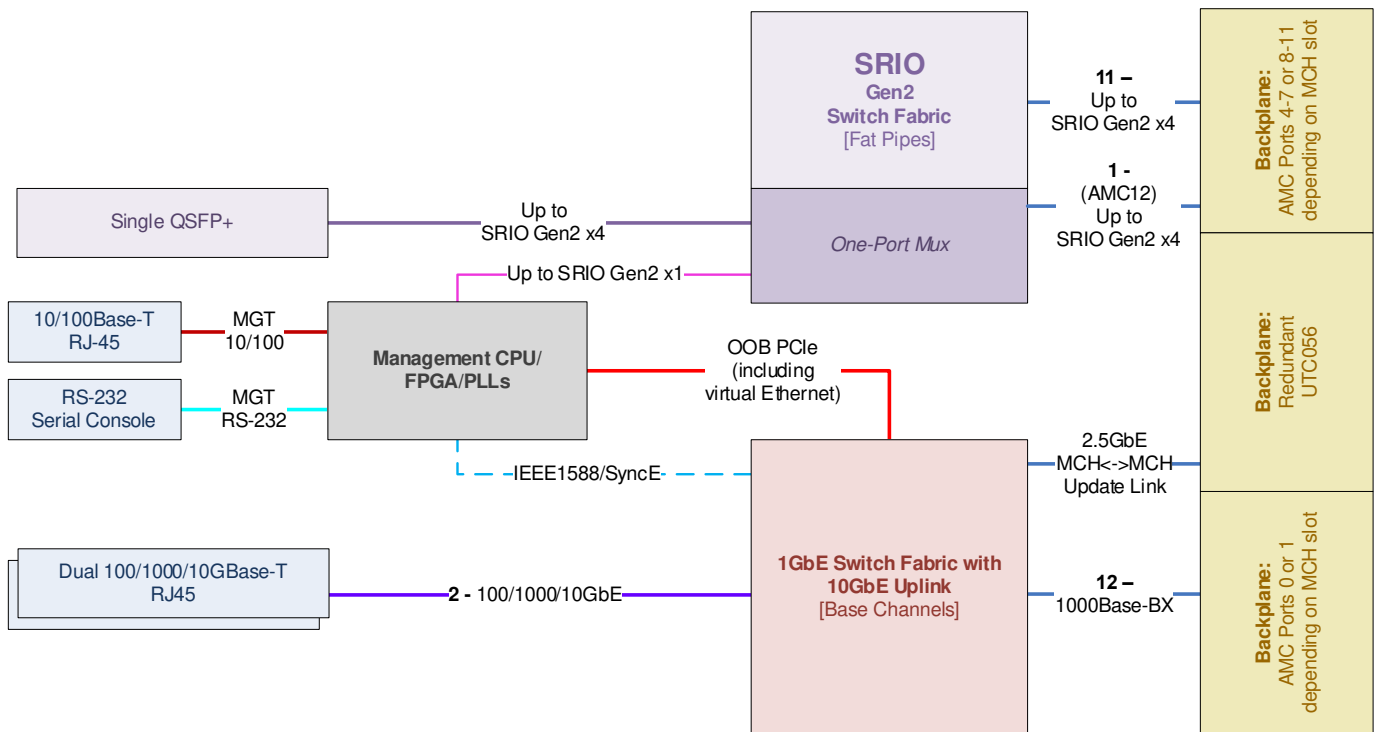 SRIO
Gen2
Switch Fabric
[Fat Pipes]
11 –
Up to
SRIO Gen2 x4
Backplane:
AMC Ports 4-7 or 8-11
depending on MCH slot
Single QSFP+
Up to
SRIO Gen2 x4
One-Port Mux
1 -
(AMC12)
Up to
SRIO Gen2 x4
Up to SRIO Gen2 x1
10/100Base-T
RJ-45
MGT
10/100
Management CPU/
FPGA/PLLs
OOB PCIe
(including
virtual Ethernet)
Backplane:
Redundant
UTC056
RS-232
Serial Console
MGT
RS-232
IEEE1588/SyncE
2.5GbE
MCH<->MCH
Update Link
Dual 100/1000/10GBase-T
RJ45
2 - 100/1000/10GbE
1GbE Switch Fabric with
10GbE Uplink
[Base Channels]
12 –
1000Base-BX
Backplane:
AMC Ports 0 or 1
depending on MCH slot